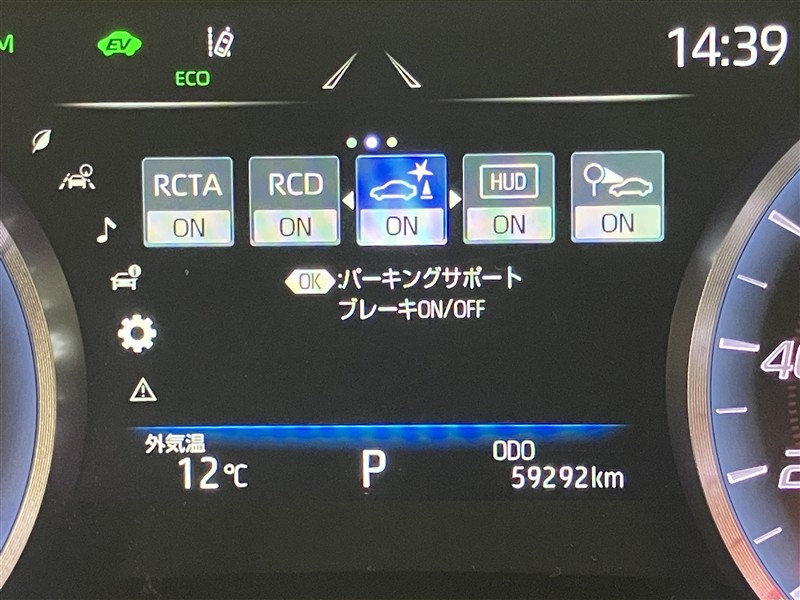 EV
14:39
ECO
RCTA
RCD
HUD
ON
ON
ON
ON
ON
OK:パーキングサポート
ブレーキON/OFF
外気温
12℃
P
ODO
59292km